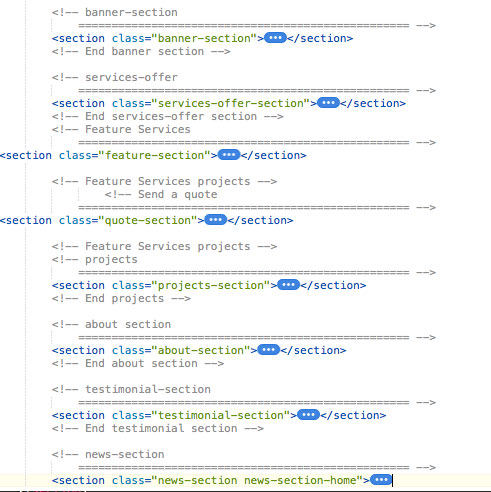 <!-- banner-section
================================================== -->
<section class="banner-section">•••</section>
<!-- End banner section -->
<!-- services-offer
================================================== -->
<section class="services-offer-section">•••</section>
<!-- End services-offer section -->
<!-- Feature Services
================================================== -->
<section class="feature-section">•••</section>
<!-- Feature Services projects -->
<!-- Send a quote
================================================== -->
<section class="quote-section">•••</section>
<!-- Feature Services projects -->
<!-- projects
================================================== -->
<section class="projects-section">•••</section>
<!-- End projects -->
<!-- about section
================================================== -->
<section class="about-section">•••</section>
<!-- End about section -->
<!-- testimonial-section
================================================== -->
<section class="testimonial-section">•••</section>
<!-- End testimonial section -->
<!-- news-section
================================================== -->
<section class="news-section news-section-home">•••